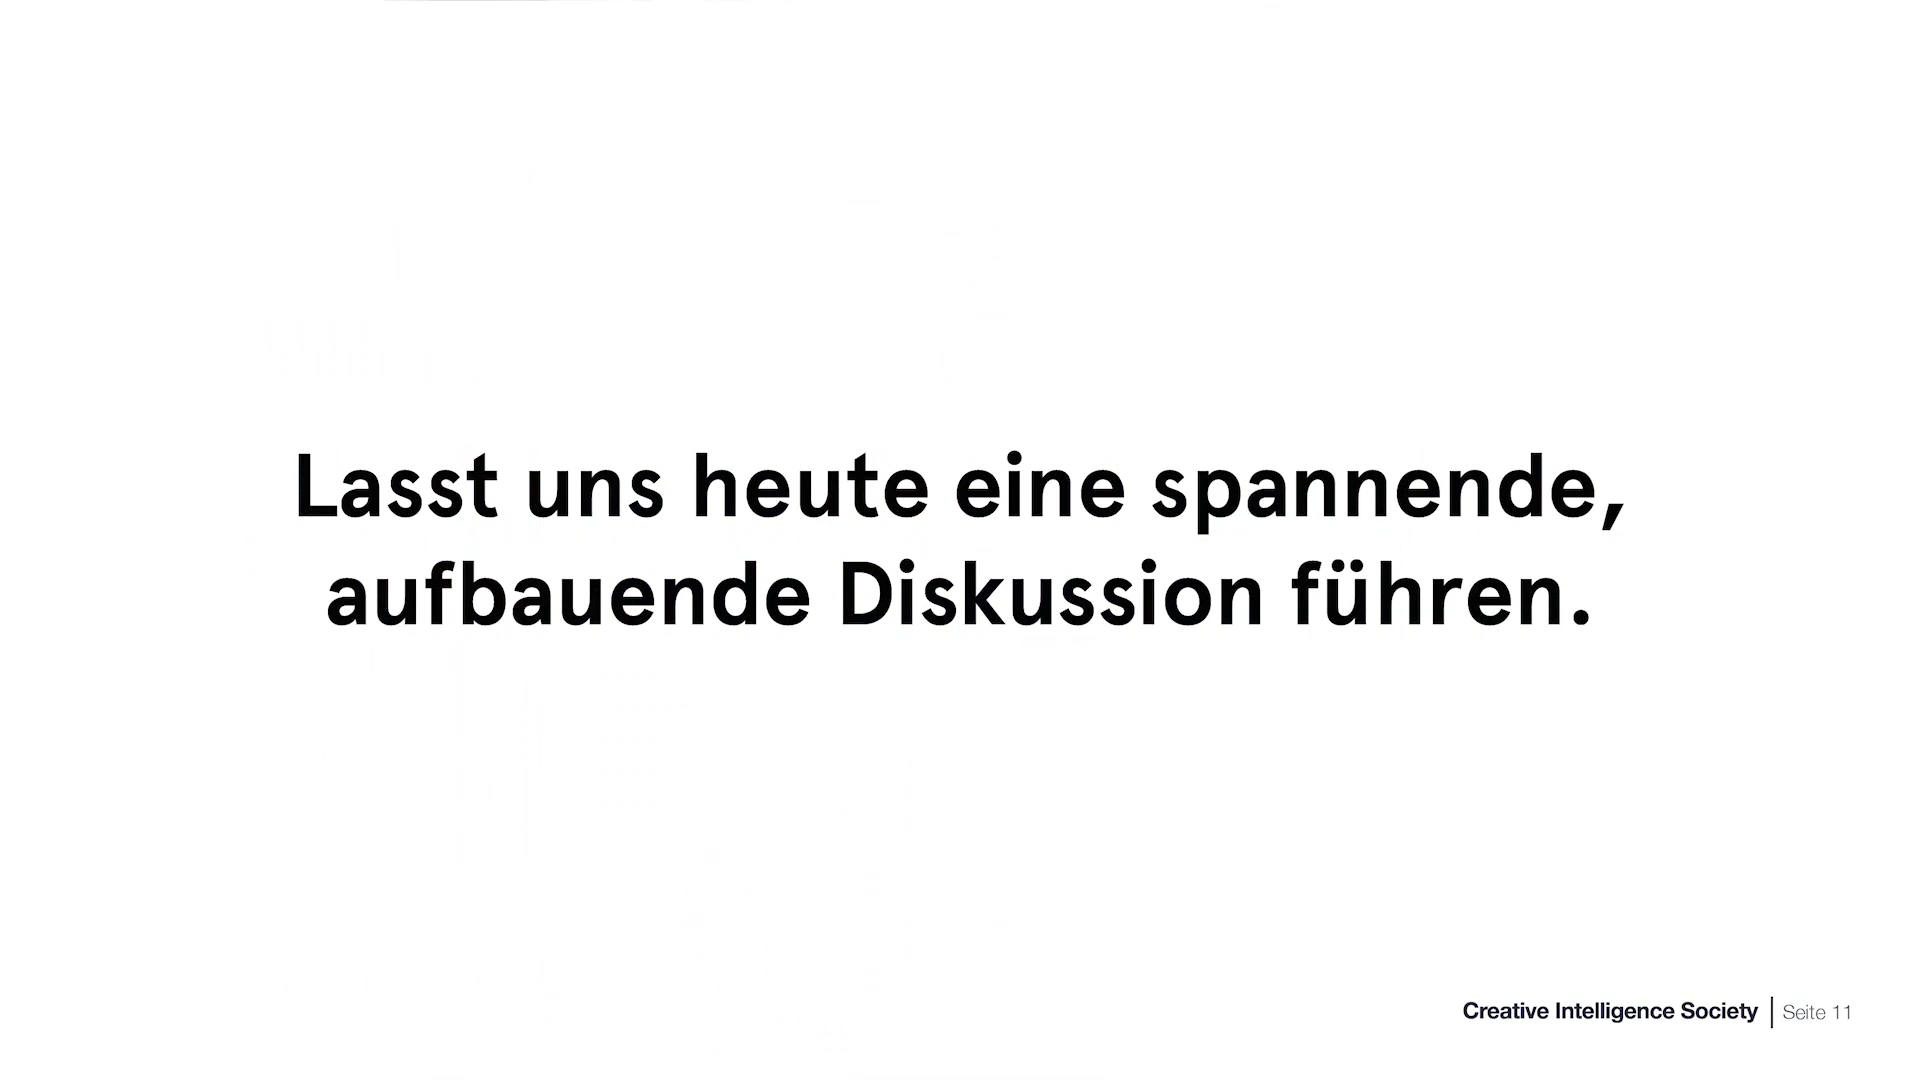 Lasst uns heute eine spannende,
aufbauende Diskussion führen.
Creative Intelligence Society | Seite 11